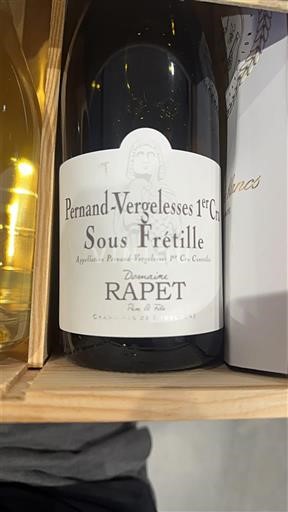 Pernand-Vergelesses 1er Cru
Sous Frétille
Appellation Pernand-Vergelesses 1er Cru Contrôlée
Domaine
RAPET
Père & Fils